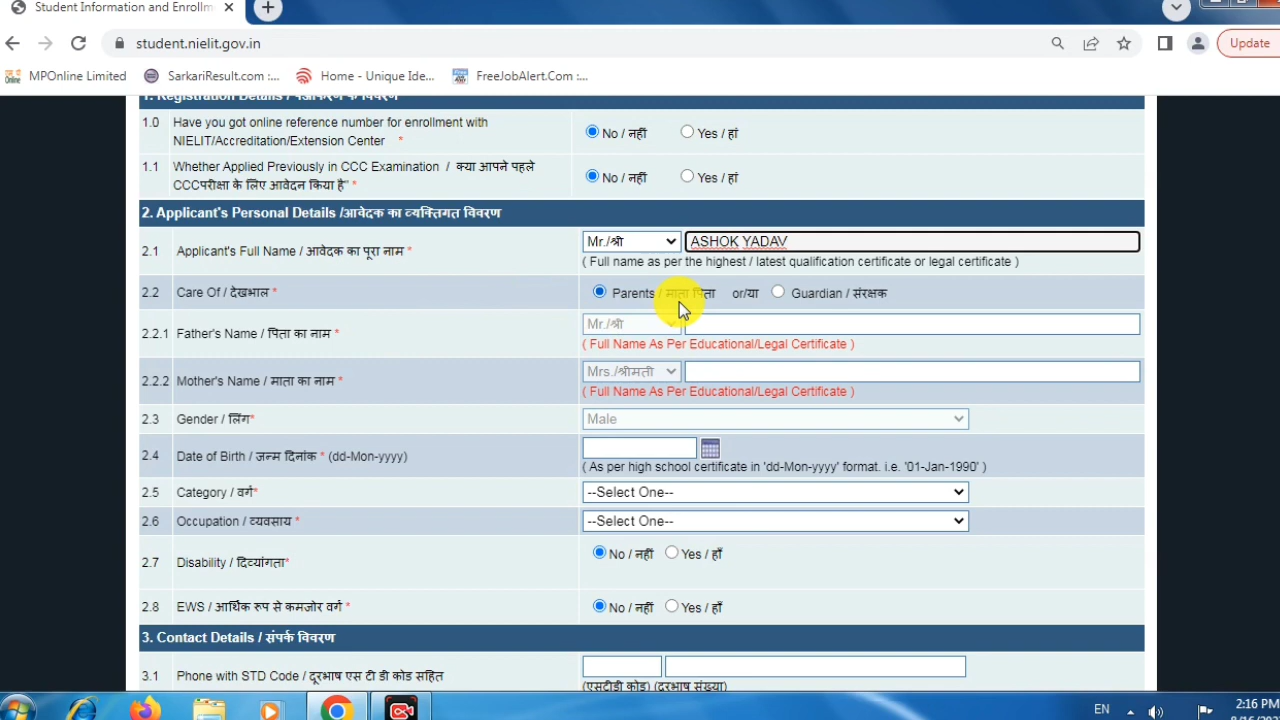 Student Information and Enrollm
student.nielit.gov.in
Update
MPOnline Limited
SarkariResult.com :...
Home - Unique Ide...
FreeJobAlert.Com :...
1. Registration Details / पंजीकरण के विवरण
1.0 Have you got online reference number for enrollment with
NIELIT/Accreditation/Extension Center *
No / नहीं Yes / हां
1.1 Whether Applied Previously in CCC Examination / क्या आपने पहले
CCCपरीक्षा के लिए आवेदन किया है" *
No / नहीं Yes / हां
2. Applicant's Personal Details /आवेदक का व्यक्तिगत विवरण
2.1 Applicant's Full Name / आवेदक का पूरा नाम *
Mr./श्री ASHOK YADAV
( Full name as per the highest / latest qualification certificate or legal certificate )
2.2 Care Of / देखभाल *
Parents / माता पिता or/या Guardian / संरक्षक
2.2.1 Father's Name / पिता का नाम *
Mr./श्री
( Full Name As Per Educational/Legal Certificate )
2.2.2 Mother's Name / माता का नाम *
Mrs./श्रीमती
( Full Name As Per Educational/Legal Certificate )
2.3 Gender / लिंग*
Male
2.4 Date of Birth / जन्म दिनांक * (dd-Mon-yyyy)
( As per high school certificate in 'dd-Mon-yyyy' format. i.e. '01-Jan-1990' )
2.5 Category / वर्ग*
--Select One--
2.6 Occupation / व्यवसाय *
--Select One--
2.7 Disability / दिव्यांगता*
No / नहीं Yes / हाँ
2.8 EWS / आर्थिक रुप से कमजोर वर्ग *
No / नहीं Yes / हाँ
3. Contact Details / संपर्क विवरण
3.1 Phone with STD Code / दूरभाष एस टी डी कोड सहित
(एसटीडी कोड) (दूरभाष संख्या)
EN
2:16 PM
8/16/202